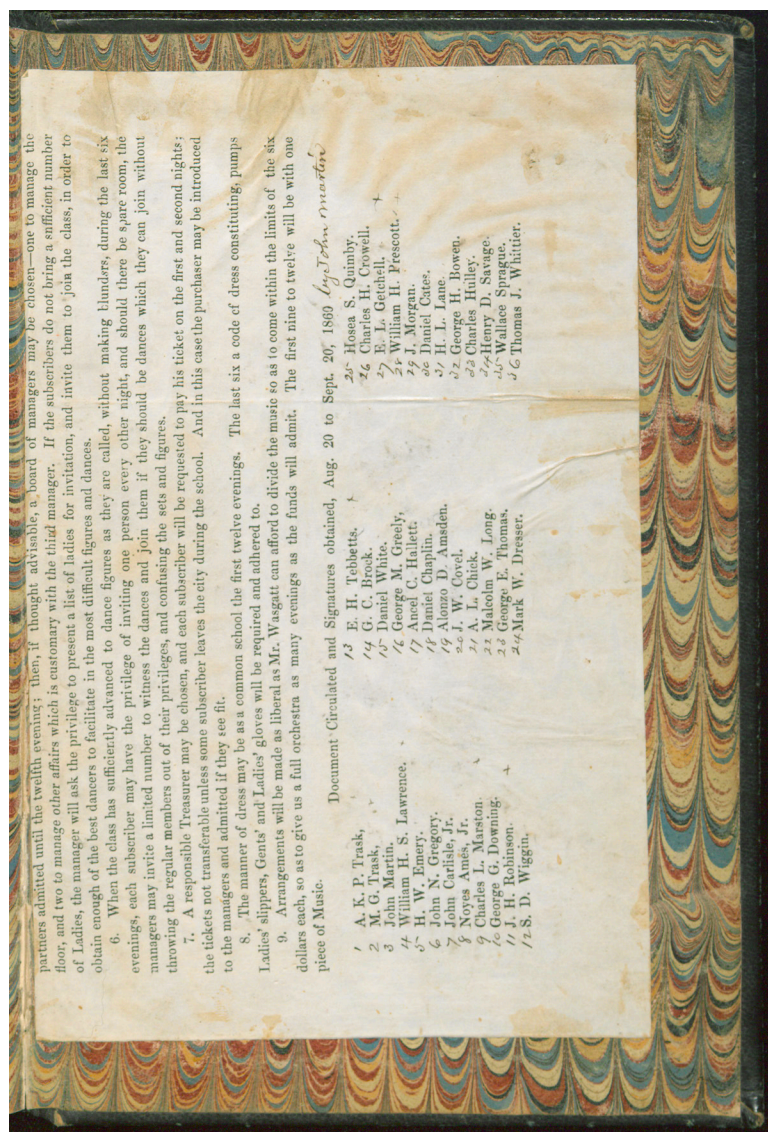 partners admitted until the twelfth evening; then, if thought advisable, a board of managers may be chosen—one to manage the
floor, and two to manage other affairs which is customary with the third manager. If the subscribers do not bring a snfficient number
of Ladies, the manager will ask the privilege to present a list of ladies for invitation, and invite them to join the class, in order to
obtain enough of the best dancers to facilitate in the most difficult figures and dances.
6. When the class has sufficiently advanced to dance figures as they are called, without making blunders, during the last six
evenings, each subscriber may have the privilege of inviting one person every other night, and should there be spare room, the
managers may invite a limited number to witness the dances and join them if they should be dances which they can join without
throwing the regular members out of their privileges, and confusing the sets and figures.
7. A responsible Treasurer may be chosen, and each subscriber will be requested to pay his ticket on the first and second nights;
the tickets not transferable unless some subscriber leaves the city during the school. And in this case the purchaser may be introduced
to the managers and admitted if they see fit.
8. The manner of dress may be as a common school the first twelve evenings. The last six a code of dress constituting, pumps
Ladies' slippers, Gents' and Ladies' gloves will be required and adhered to.
9. Arrangements will be made as liberal as Mr. Wasgatt can afford to divide the music so as to come within the limits of the six
dollars each, so as to give us a full orchestra as many evenings as the funds will admit. The first nine to twelve will be with one
piece of Music.
Document Circulated and Signatures obtained, Aug. 20 to Sept. 20, 1860 by John Martin
1 A. K. P. Trask,
2 M. G. Trask,
3 John Martin.
4 William H. S. Lawrence.
5 H. W. Emery.
6 John N. Gregory.
7 John Carlisle, Jr.
8 Noyes Ames, Jr.
9 Charles L. Marston
10 George G. Downing.
11 J. H. Robinson. +
12 S. D. Wiggin.
13 E. H. Tebbetts.
14 G. C. Brock.
15 Daniel White.
16 George M. Greely,
17 Ancel C. Hallett.
18 Daniel Chaplin.
19 Alonzo D. Amsden.
20 J. W. Covel.
21 A. L. Chick.
22 Malcolm W. Long.
23 George E. Thomas.
24 Mark W. Dresser.
25 Hosea S. Quimby.
26 Charles H. Crowell.
27 E. L. Getchell. +
28 William H. Prescott.
29 J. Morgan.
30 Daniel Cates.
31 H. L. Lane.
32 George H. Bowen.
33 Charles Hulley.
34 Henry D. Savage.
35 Wallace Sprague.
36 Thomas J. Whittier.